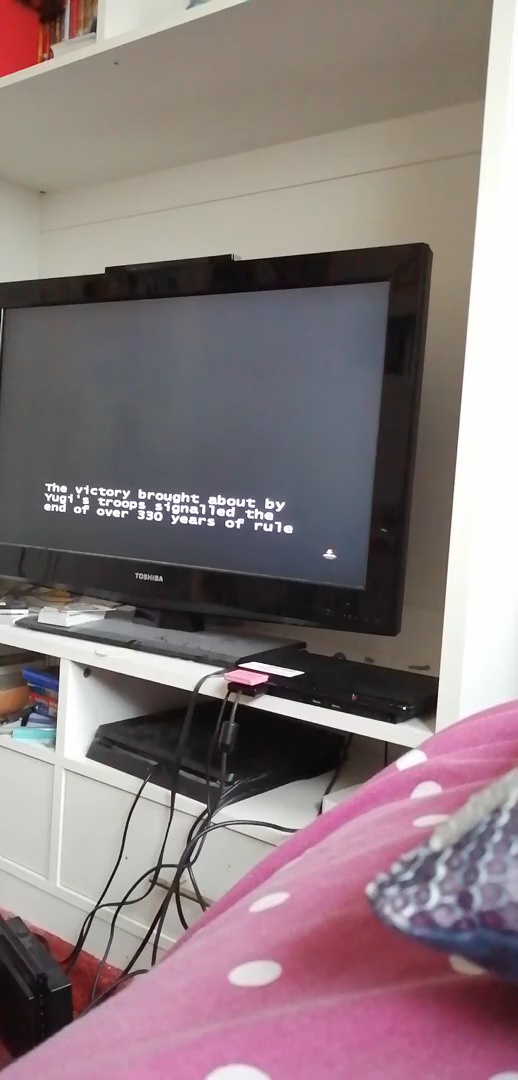 The victory brought about by
Yugi's troops signalled the
end of over 330 years of rule
TOSHIBA